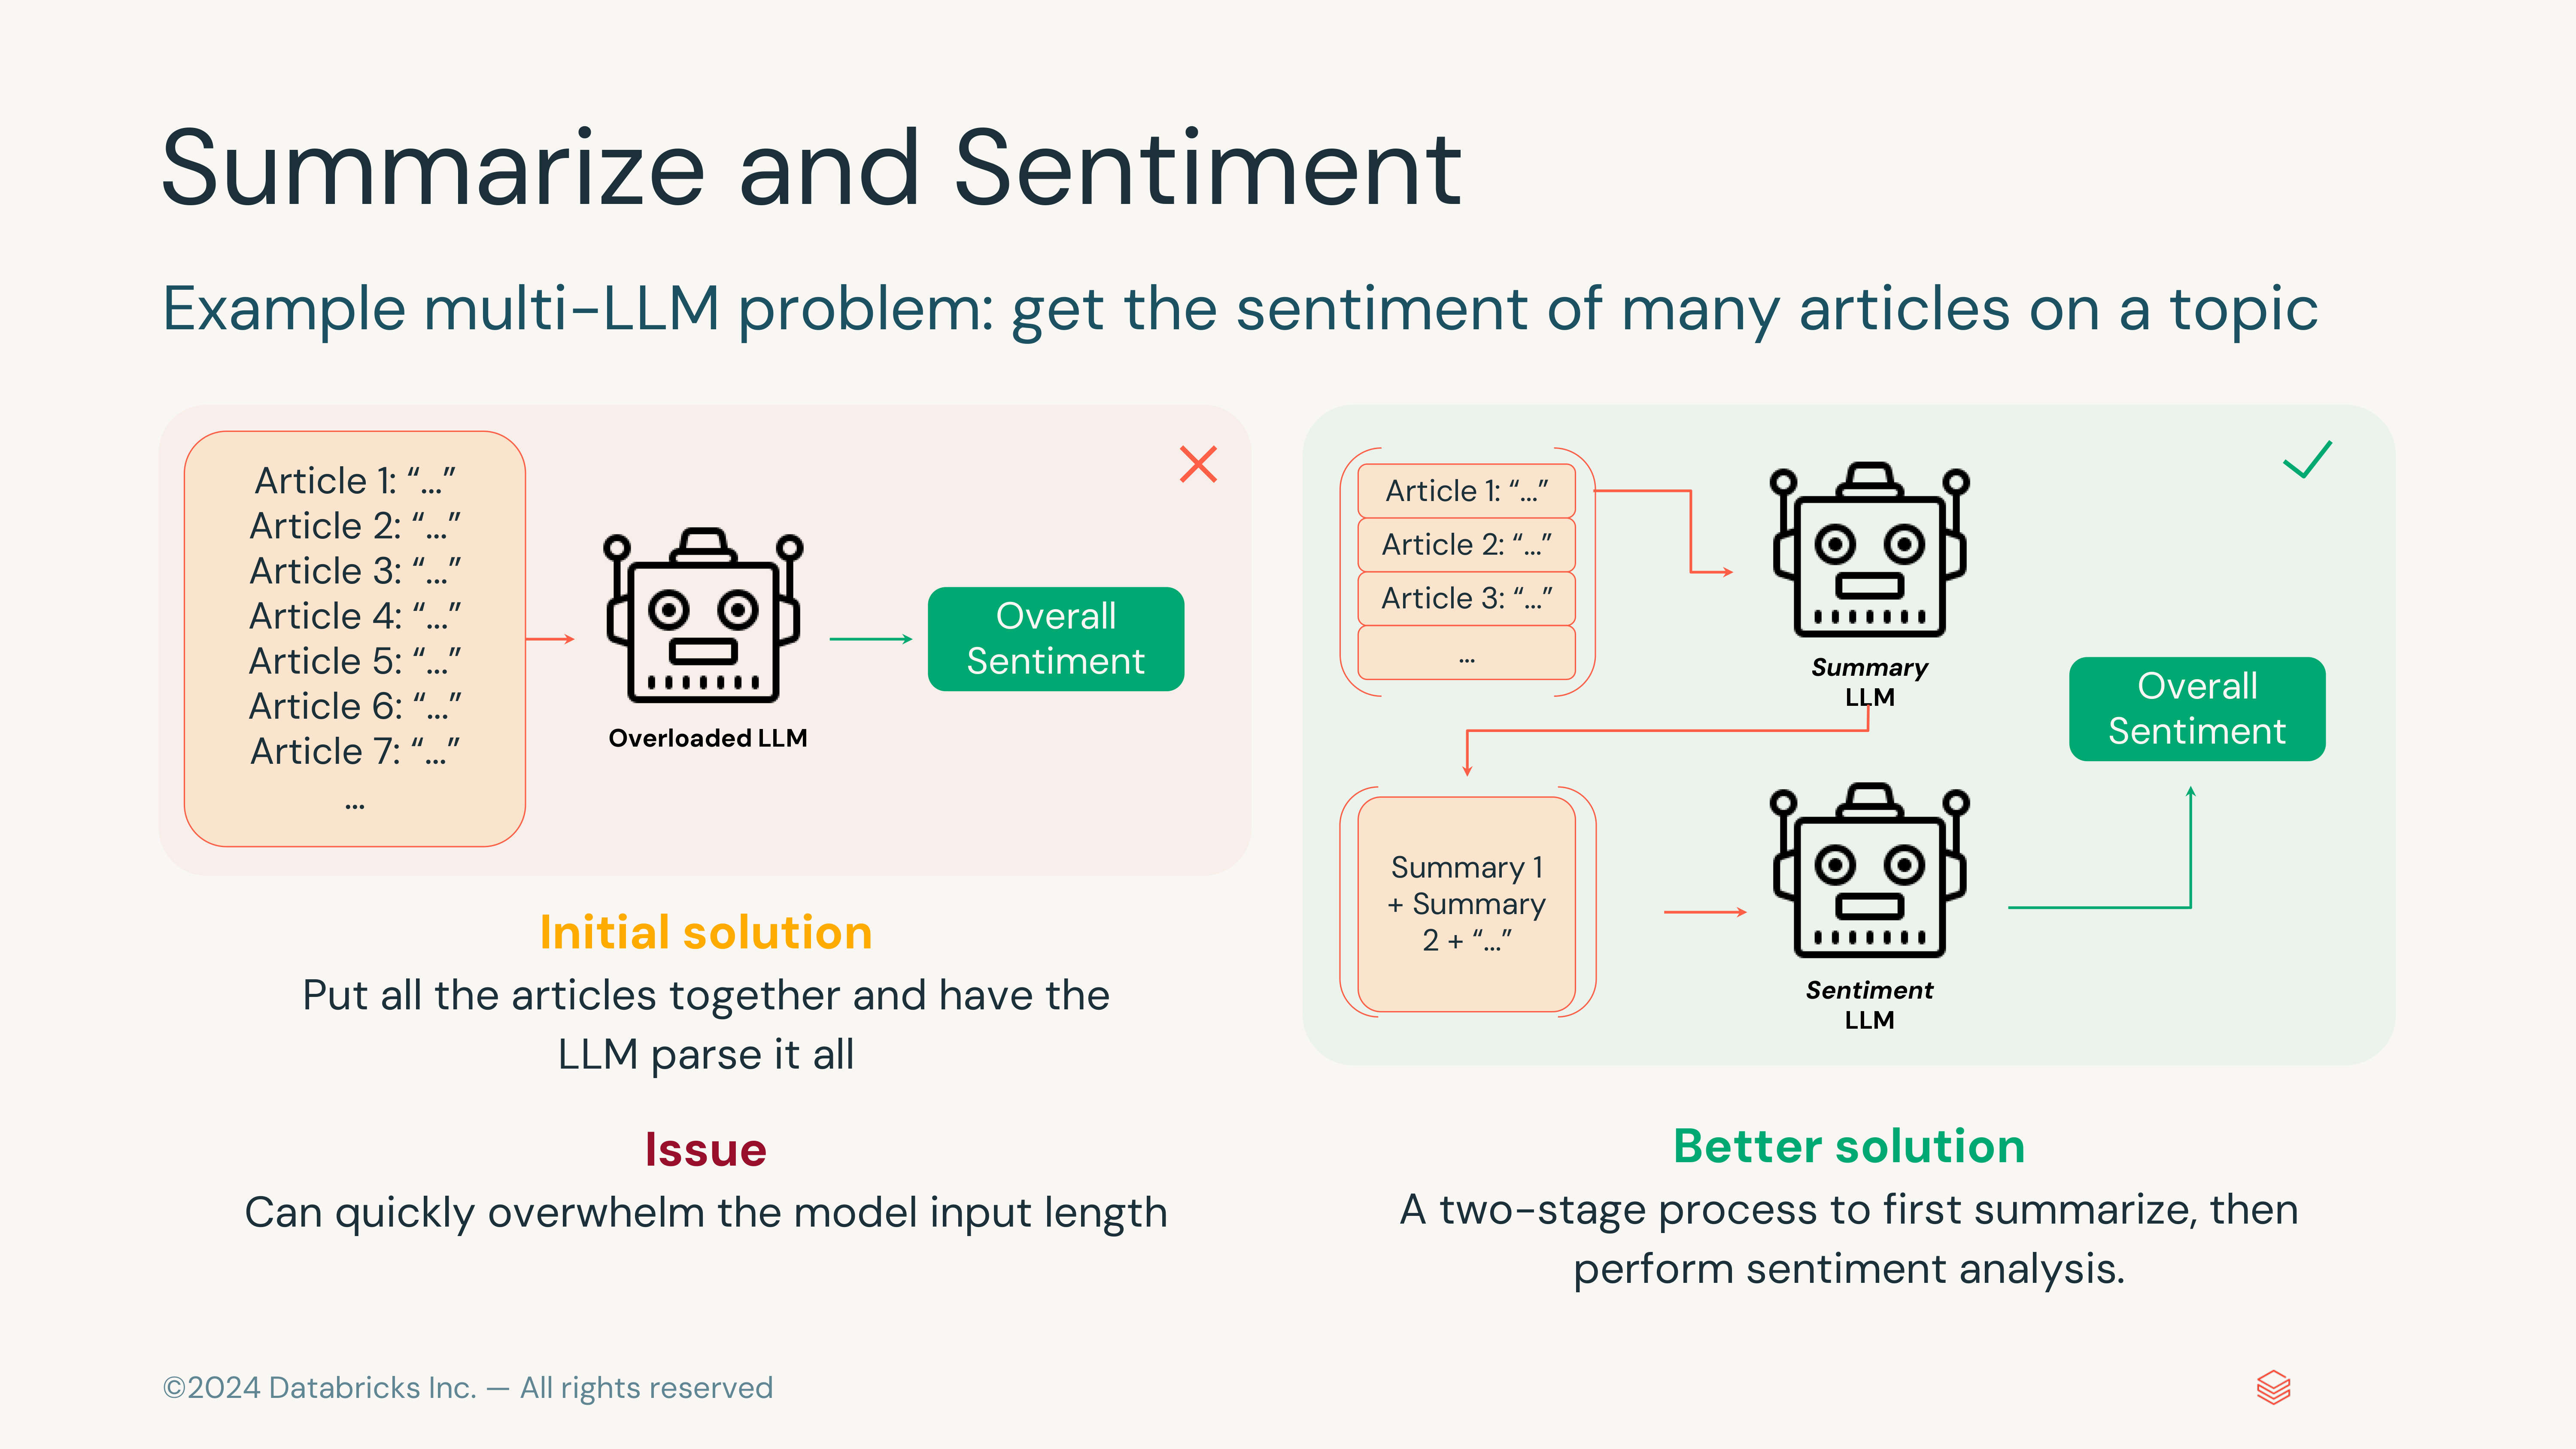 Summarize and Sentiment
Example multi-LLM problem: get the sentiment of many articles on a topic
Article 1: “...”
Article 2: “...”
Article 3: “...”
Article 4: “...”
Article 5: “...”
Article 6: “...”
Article 7: “...”
...
Overloaded LLM
Overall
Sentiment
Initial solution
Put all the articles together and have the
LLM parse it all
Issue
Can quickly overwhelm the model input length
Article 1: “...”
Article 2: “...”
Article 3: “...”
...
Summary
LLM
Summary 1
+ Summary
2 + “...”
Sentiment
LLM
Overall
Sentiment
Better solution
A two-stage process to first summarize, then
perform sentiment analysis.
©2024 Databricks Inc. — All rights reserved